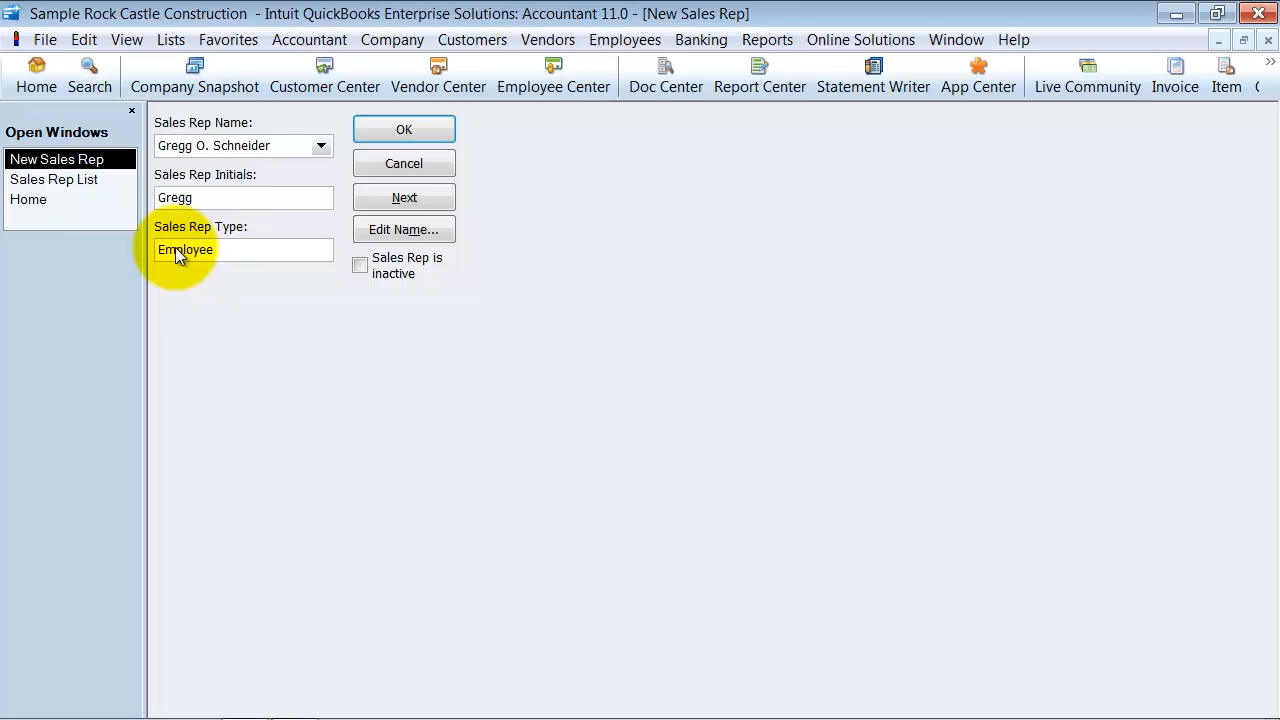 Sample Rock Castle Construction - Intuit QuickBooks Enterprise Solutions: Accountant 11.0 - [New Sales Rep]
File Edit View Lists Favorites Accountant Company Customers Vendors Employees Banking Reports Online Solutions Window Help
Home Search Company Snapshot Customer Center Vendor Center Employee Center Doc Center Report Center Statement Writer App Center Live Community Invoice Item
Open Windows
New Sales Rep
Sales Rep List
Home
Sales Rep Name:
Gregg O. Schneider
Sales Rep Initials:
Gregg
Sales Rep Type:
Employee
OK
Cancel
Next
Edit Name...
Sales Rep is
inactive